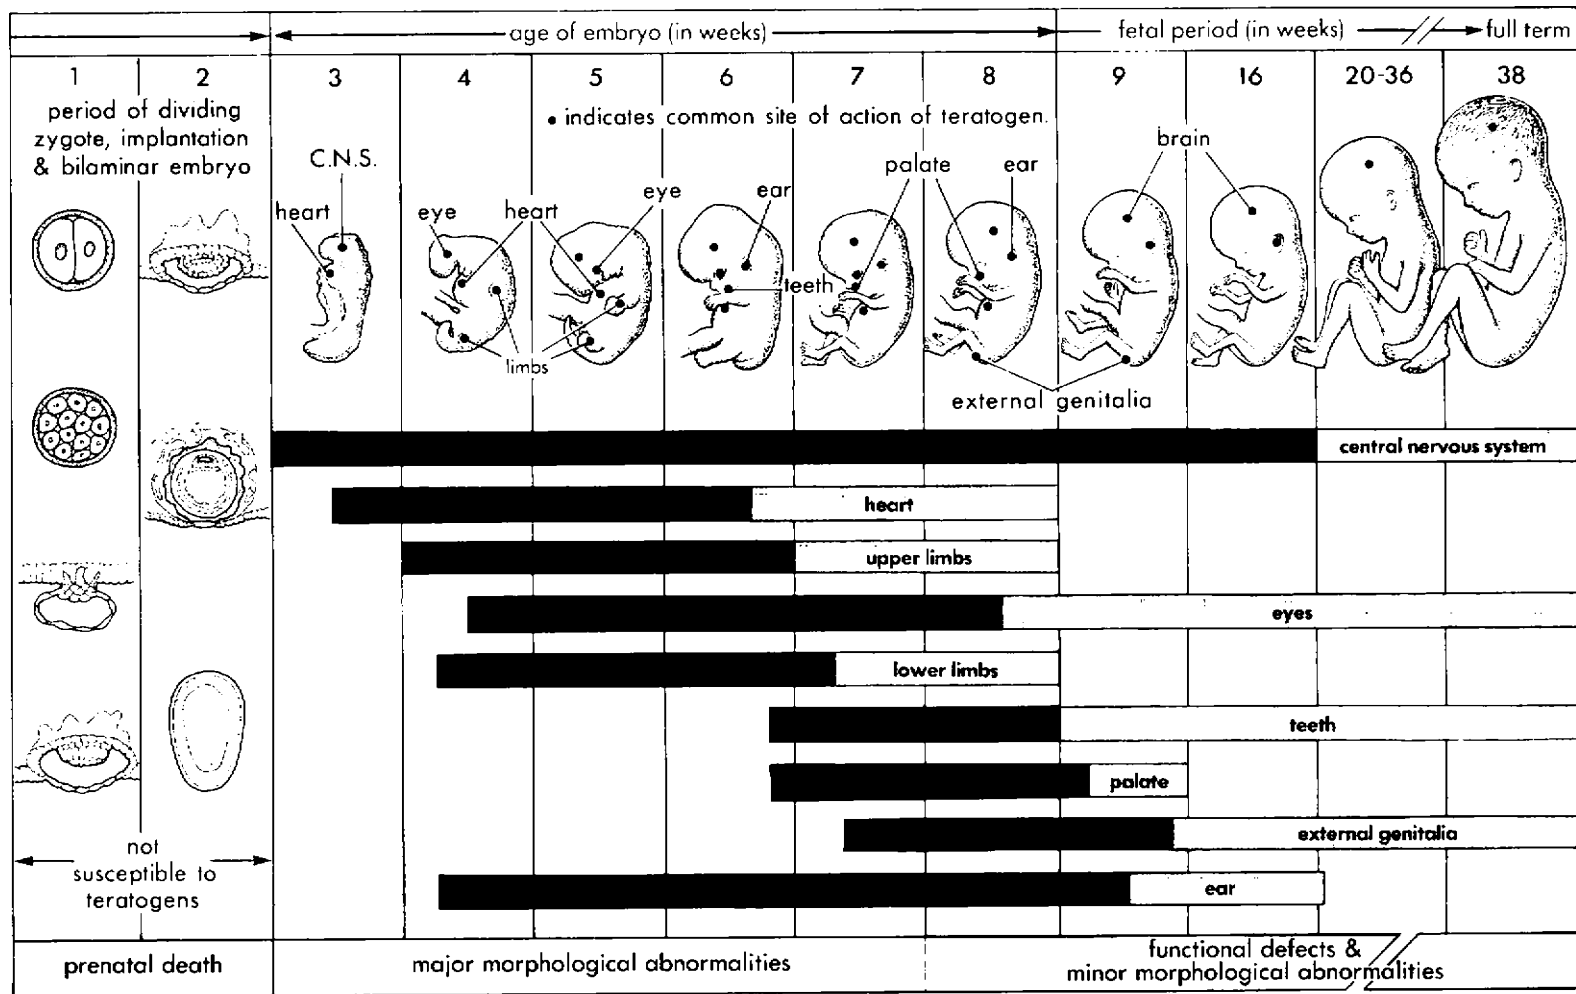 age of embryo (in weeks)
fetal period (in weeks)
full term
1
2
3
4
5
6
7
8
9
16
20-36
38
period of dividing
zygote, implantation
& bilaminar embryo
• indicates common site of action of teratogen.
C.N.S.
heart
eye
heart
limbs
eye
ear
teeth
palate
ear
brain
external genitalia
central nervous system
heart
upper limbs
eyes
lower limbs
teeth
palate
external genitalia
ear
not
susceptible to
teratogens
prenatal death
major morphological abnormalities
functional defects &
minor morphological abnormalities